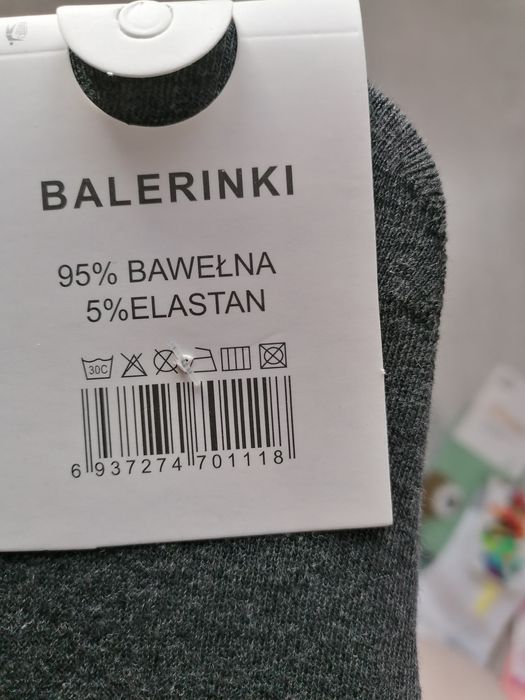 BALERINKI
95% BAWEŁNA
5%ELASTAN
30C
6 937274 701118